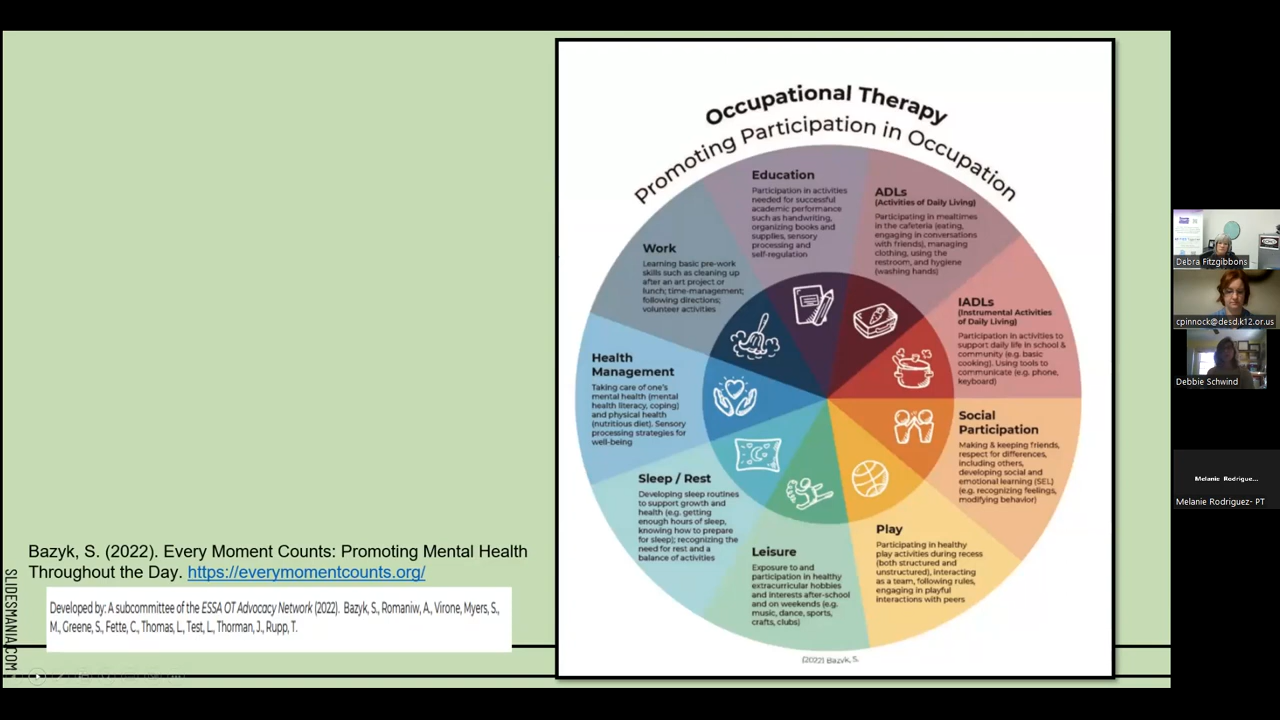 Occupational Therapy
Promoting Participation in Occupation
Education
Participation in activities
needed for successful
academic performance
such as handwriting,
organizing books and
supplies, sensory
processing and
self-regulation
ADLs
(Activities of Daily Living)
Participating in mealtimes
in the cafeteria (eating,
engaging in conversations
with friends), managing
clothing, using the
restroom, and hygiene
(washing hands)
IADLs
(Instrumental Activities
of Daily Living)
Participation in activities to
support daily life in school &
community (e.g. basic
cooking). Using tools to
communicate (e.g. phone,
keyboard)
Social
Participation
Making & keeping friends,
respect for differences,
including others,
developing social and
emotional learning (SEL)
(e.g. recognizing feelings,
modifying behavior)
Play
Participating in healthy
play activities during recess
(both structured and
unstructured), interacting
as a team, following rules,
engaging in playful
interactions with peers
Leisure
Exposure to and
participation in healthy
extracurricular hobbies
and interests after-school
and on weekends (e.g.
music, dance, sports,
crafts, clubs)
Sleep / Rest
Developing sleep routines
to support growth and
health (e.g. getting
enough hours of sleep,
knowing how to prepare
for sleep); recognizing the
need for rest and a
balance of activities
Health
Management
Taking care of one's
mental health (mental
health literacy, coping)
and physical health
(nutritious diet). Sensory
processing strategies for
well-being
Work
Learning basic pre-work
skills such as cleaning up
after an art project or
lunch; time-management;
following directions;
volunteer activities
(2022) Bazyk, S.
Bazyk, S. (2022). Every Moment Counts: Promoting Mental Health
Throughout the Day. https://everymomentcounts.org/
Developed by: A subcommittee of the ESSA OT Advocacy Network (2022). Bazyk, S., Romaniw, A., Virone, Myers, S.,
M., Greene, S., Fette, C., Thomas, L., Test, L., Thorman, J., Rupp, T.
SLIDESMANIA.COM
Debra Fitzgibbons
cpinnock@desd.k12.or.us
Debbie Schwind
Melanie Rodrigue...
Melanie Rodriguez- PT